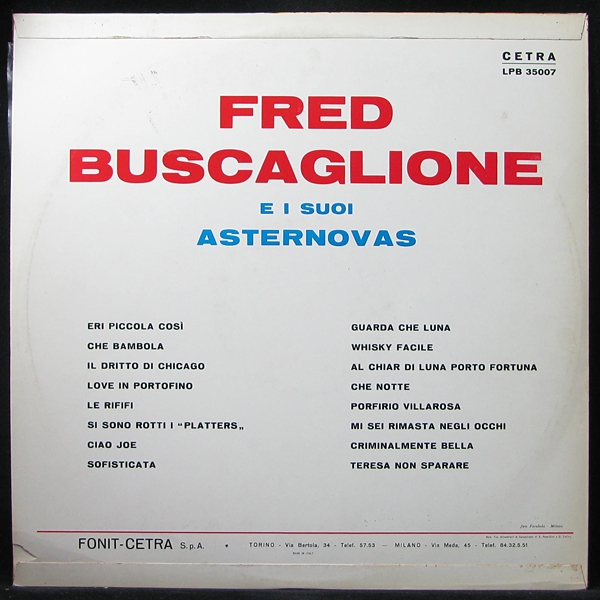 CETRA
LPB 35007
FRED
BUSCAGLIONE
E I SUOI
ASTERNOVAS
ERI PICCOLA COSÌ
CHE BAMBOLA
IL DRITTO DI CHICAGO
LOVE IN PORTOFINO
LE RIFIFI
SI SONO ROTTI I “PLATTERS„
CIAO JOE
SOFISTICATA
GUARDA CHE LUNA
WHISKY FACILE
AL CHIAR DI LUNA PORTO FORTUNA
CHE NOTTE
PORFIRIO VILLAROSA
MI SEI RIMASTA NEGLI OCCHI
CRIMINALMENTE BELLA
TERESA NON SPARARE
FONIT-CETRA S.p.A. • TORINO - Via Bertola, 34 - Telef. 57.53 — MILANO - Via Meda, 45 - Telef. 84.32.5.51
MADE IN ITALY